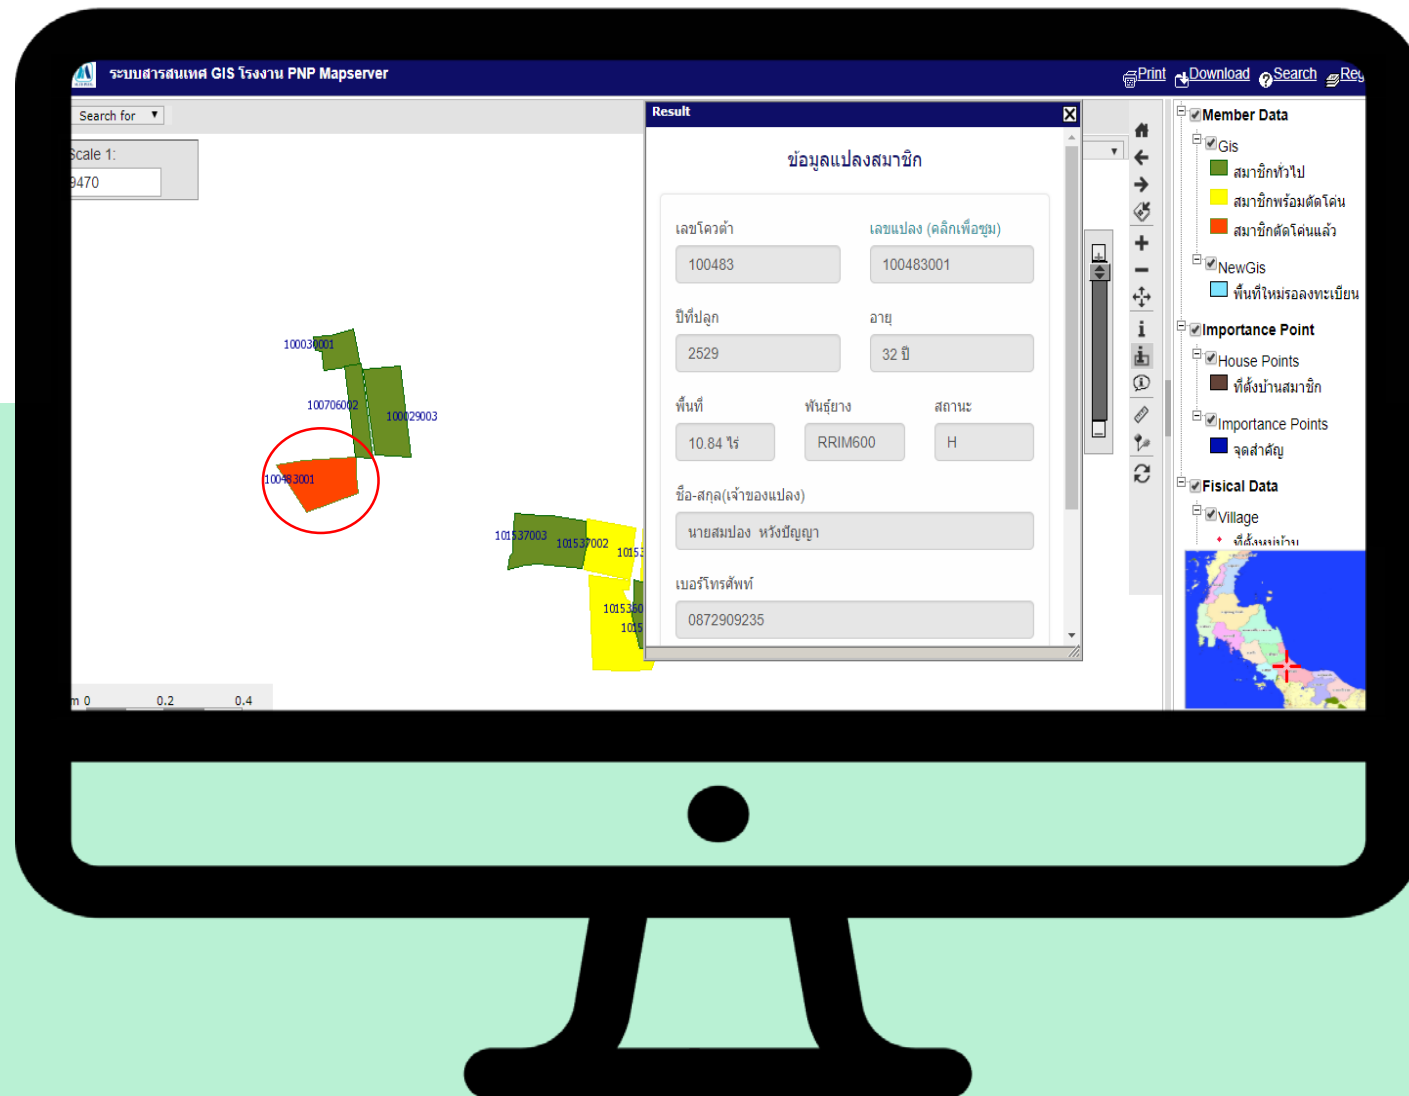 ระบบสารสนเทศ GIS โรงงาน PNP Mapserver
Print Download Search Reg
Search for
Scale 1:
9470
100030001
100706002
100029003
100483001
101537003
101537002
10153
101536
1015
m 0 0.2 0.4
Result
ข้อมูลแปลงสมาชิก
เลขโควต้า เลขแปลง (คลิกเพื่อซูม)
100483 100483001
ปีที่ปลูก อายุ
2529 32 ปี
พื้นที่ พันธุ์ยาง สถานะ
10.84 ไร่ RRIM600 H
ชื่อ-สกุล(เจ้าของแปลง)
นายสมปอง หวังปัญญา
เบอร์โทรศัพท์
0872909235
Member Data
Gis
สมาชิกทั่วไป
สมาชิกพร้อมตัดโค่น
สมาชิกตัดโค่นแล้ว
NewGis
พื้นที่ใหม่รอลงทะเบียน
Importance Point
House Points
ที่ตั้งบ้านสมาชิก
Importance Points
จุดสำคัญ
Fisical Data
Village
ที่ตั้งหมู่บ้าน